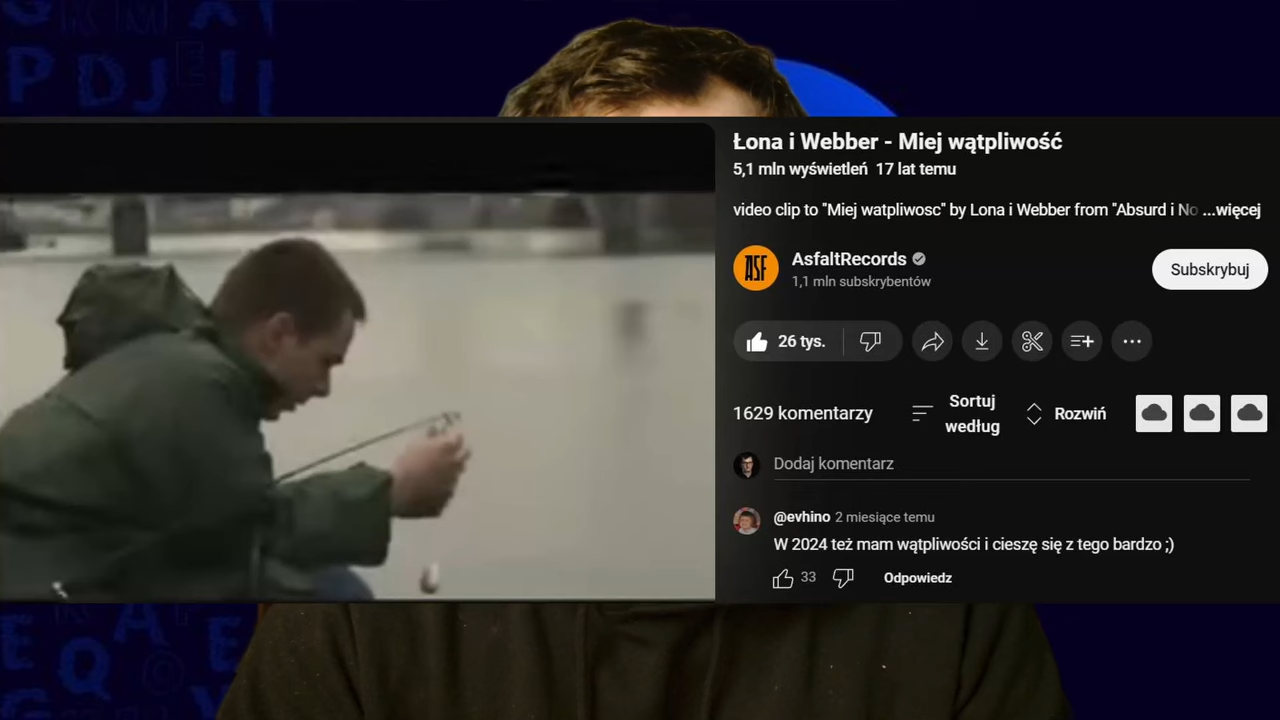 Łona i Webber - Miej wątpliwość
5,1 mln wyświetleń 17 lat temu
video clip to "Miej watpliwosc" by Lona i Webber from "Absurd i No ...więcej
ASF
AsfaltRecords
1,1 mln subskrybentów
Subskrybuj
26 tys.
1629 komentarzy
Sortuj
według
Rozwiń
Dodaj komentarz
@evhino 2 miesiące temu
W 2024 też mam wątpliwości i cieszę się z tego bardzo ;)
33
Odpowiedz